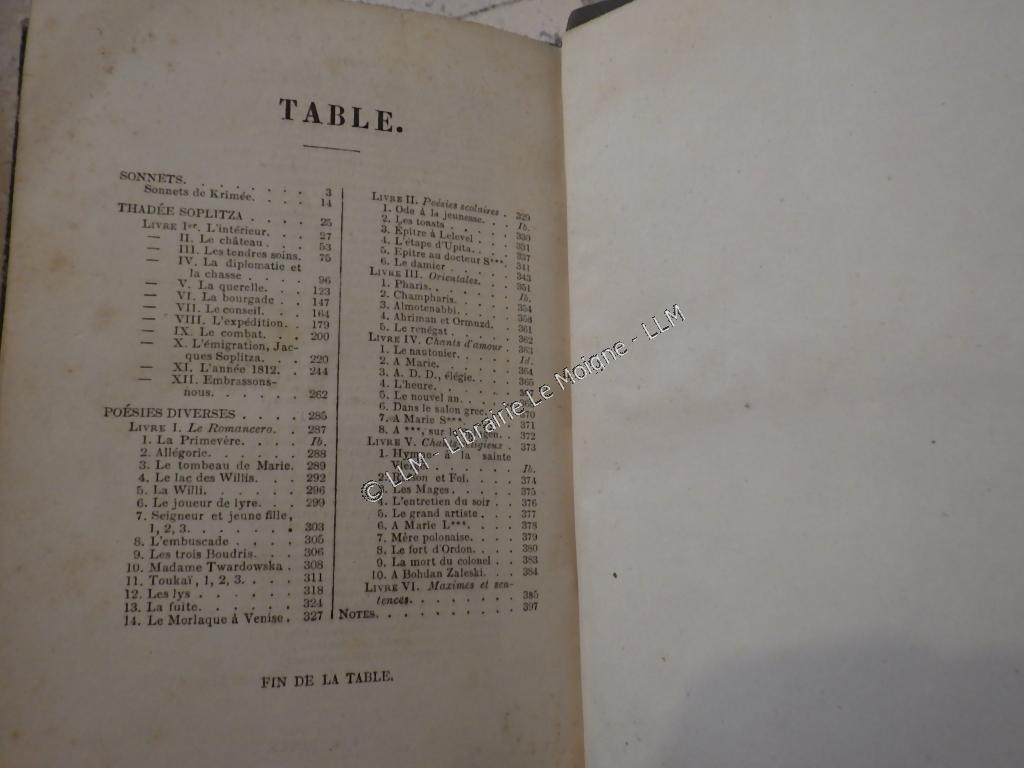 TABLE.
SONNETS. . . . . . . . 3
Sonnets de Krimée. . . . . 14
THADÉE SOPLITZA . . . . 25
LIVRE Ier. L'intérieur. . . . 27
— II. Le château. . . . 53
— III. Les tendres soins. 75
— IV. La diplomatie et
la chasse . . . . 96
— V. La querelle. . . . 123
— VI. La bourgade . . . 147
— VII. Le conseil. . . . 164
— VIII. L'expédition. . . 179
— IX. Le combat. . . . 200
— X. L'émigration, Jac-
ques Soplitza. . . . 220
— XI. L'année 1812. . 244
— XII. Embrassons-
nous. . . . . 262
POÉSIES DIVERSES . . . . 285
LIVRE I. Le Romancero. . . 287
1. La Primevère. . . . . Ib.
2. Allégorie. . . . . . 288
3. Le tombeau de Marie. 289
4. Le lac des Willis. . . 292
5. La Willi. . . . . . 296
6. Le joueur de lyre. . . 299
7. Seigneur et jeune fille,
1, 2, 3. . . . . . . 303
8. L'embuscade . . . . 305
9. Les trois Boudris. . . 306
10. Madame Twardowska . 308
11. Toukaï, 1, 2, 3. . . . 311
12. Les lys . . . . . . 318
13. La fuite. . . . . . 324
14. Le Morlaque à Venise. 327
LIVRE II. Poésies scolaires . 329
1. Ode à la jeunesse. . . Ib.
2. Les toasts . . . . . 330
3. Épitre à Lelevel . . . 331
4. L'étape d'Upita. . . . 337
5. Epitre au docteur S***. 341
6. Le damier . . . . . 343
LIVRE III. Orientales. . . . 351
1. Pharis. . . . . . . Ib.
2. Champharis. . . . . 354
3. Almotenabbi. . . . . 358
4. Ahriman et Ormuzd. . 361
5. Le renégat . . . . . 362
LIVRE IV. Chants d'amour . 363
1. Le nautonier. . . . . Id.
2. A Marie. . . . . . 364
3. A. D. D., élégie. . . . 365
4. L'heure. . . . . .
5. Le nouvel an. . . .
6. Dans le salon grec. . . 370
7. A Marie S***. . . . 371
8. A ***, sur 372
LIVRE V. religieux . 373
1. Hymne à la sainte
Ib.
2. et Foi. . . . 374
3. Les Mages. . . . . 375
4. L'entretien du soir . . 376
5. Le grand artiste . . . 377
6. A Marie L***. . . . 378
7. Mère polonaise. . . . 379
8. Le fort d'Ordon. . . . 380
9. La mort du colonel . . 383
10. A Bohdan Zaleski. . . 384
LIVRE VI. Maximes et sen-
tences. . . . . . . . 385
NOTES. . . . . . . . . 397
FIN DE LA TABLE.
© LLM - Librairie Le Moigne - LLM